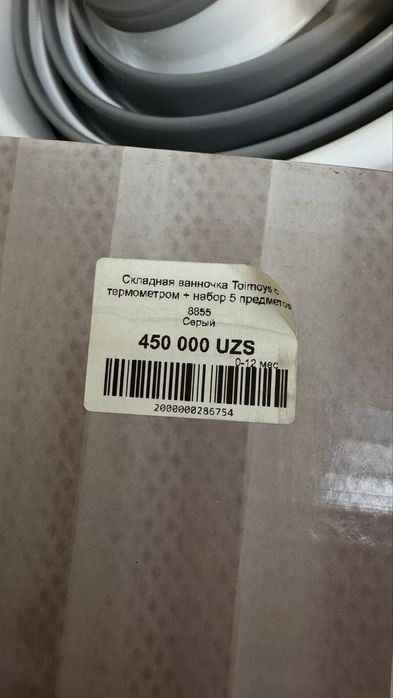 Складная ванночка Toimoys с
термометром + набор 5 предметов
8855
Серый
450 000 UZS
0-12 мес
2000000286754